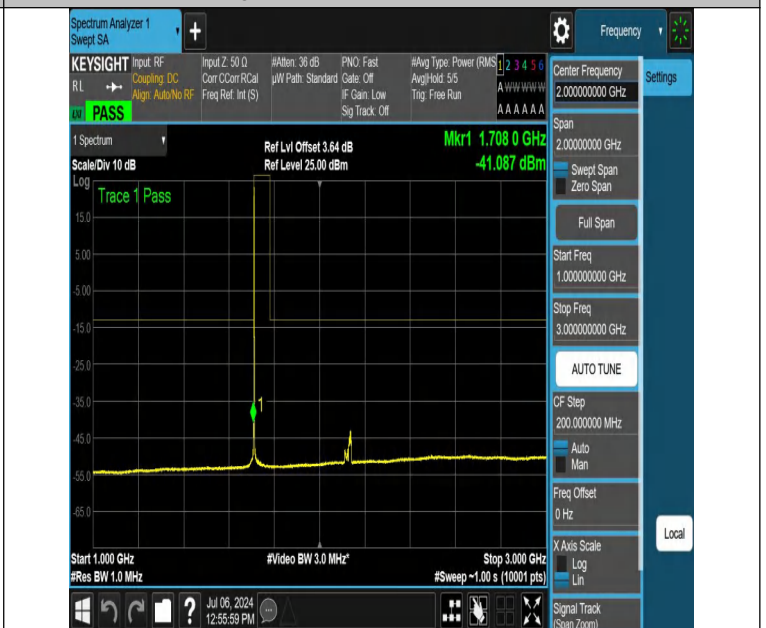 Spectrum Analyzer 1
Swept SA
+
Frequency
KEYSIGHT
RL
PASS
Input: RF
Coupling: DC
Align: Auto/No RF
Input Z: 50 Ω
Corr CCorr RCal
Freq Ref: Int (S)
#Atten: 36 dB
µW Path: Standard
PNO: Fast
Gate: Off
IF Gain: Low
Sig Track: Off
#Avg Type: Power (RMS
Avg|Hold: 5/5
Trig: Free Run
1 2 3 4 5 6
A W W W W W
A A A A A A
Center Frequency
2.000000000 GHz
Settings
1 Spectrum
Scale/Div 10 dB
Ref Lvl Offset 3.64 dB
Ref Level 25.00 dBm
Mkr1 1.708 0 GHz
-41.087 dBm
Log
Trace 1 Pass
15.0
5.00
-5.00
-15.0
-25.0
-35.0
-45.0
-55.0
-65.0
1
Start 1.000 GHz
#Res BW 1.0 MHz
#Video BW 3.0 MHz*
Stop 3.000 GHz
#Sweep ~1.00 s (10001 pts)
Span
2.00000000 GHz
Swept Span
Zero Span
Full Span
Start Freq
1.000000000 GHz
Stop Freq
3.000000000 GHz
AUTO TUNE
CF Step
200.000000 MHz
Auto
Man
Freq Offset
0 Hz
X Axis Scale
Log
Lin
Signal Track
(Span Zoom)
Local
?
Jul 06, 2024
12:55:59 PM